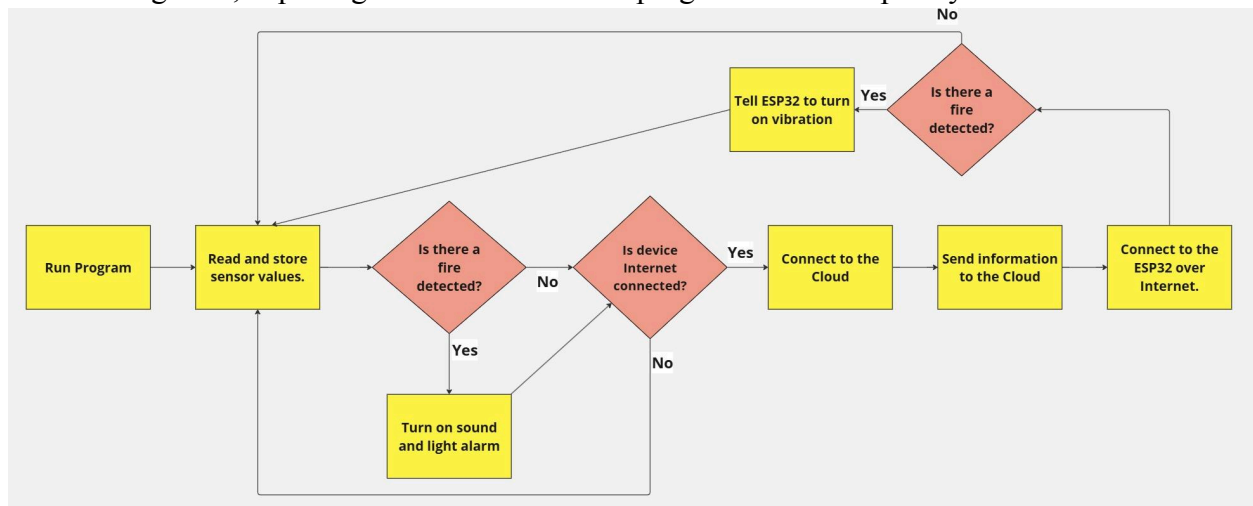 No
Is there a
fire
detected?
Yes
Tell ESP32 to turn
on vibration
Run Program
Read and store
sensor values.
Is there a
fire
detected?
No
Yes
Turn on sound
and light alarm
Is device
Internet
connected?
Yes
No
Connect to the
Cloud
Send information
to the Cloud
Connect to the
ESP32 over
Internet.